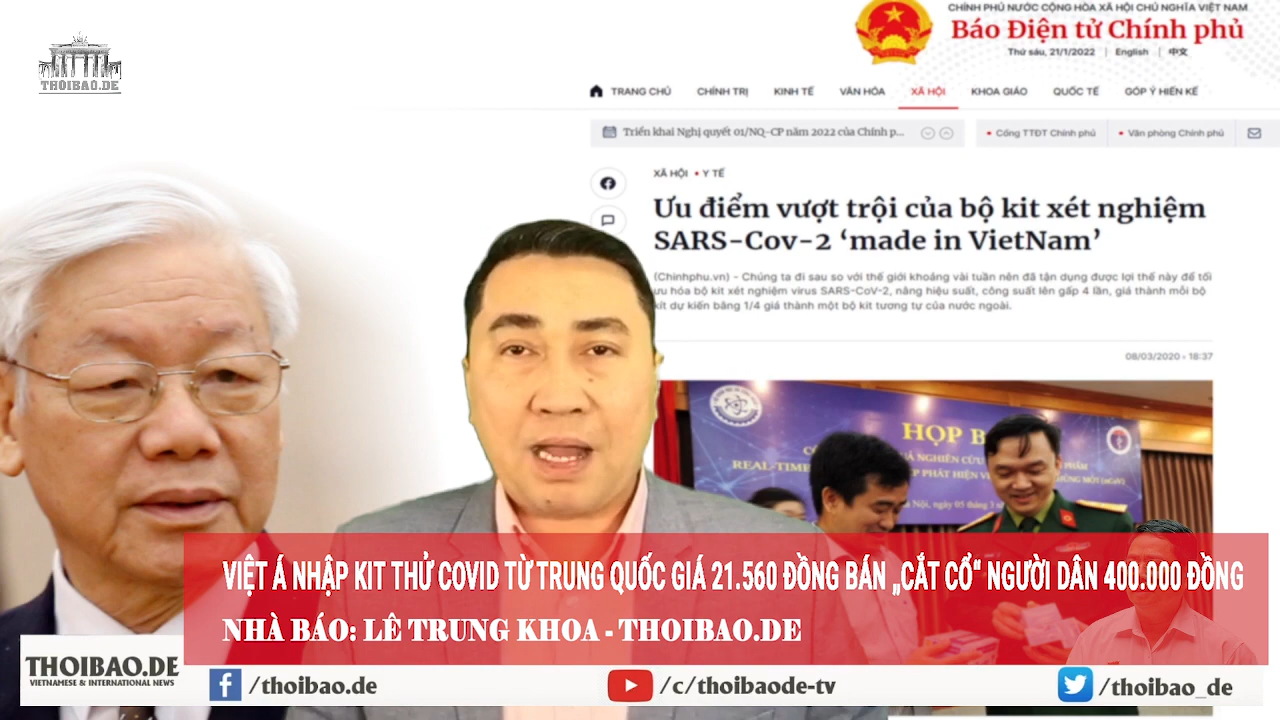 THOIBAO.DE
CHÍNH PHỦ NƯỚC CỘNG HÒA XÃ HỘI CHỦ NGHĨA VIỆT NAM
Báo Điện tử Chính phủ
Thứ sáu, 21/1/2022 | English | 中文
TRANG CHỦ CHÍNH TRỊ KINH TẾ VĂN HÓA XÃ HỘI KHOA GIÁO QUỐC TẾ GÓP Ý HIẾN KẾ
Triển khai Nghị quyết 01/NQ-CP năm 2022 của Chính p... • Cổng TTĐT Chính phủ • Văn phòng Chính phủ
XÃ HỘI • Y TẾ
Ưu điểm vượt trội của bộ kit xét nghiệm
SARS-Cov-2 ‘made in VietNam’
(Chinhphu.vn) – Chúng ta đi sau so với thế giới khoảng vài tuần nên đã tận dụng được lợi thế này để tối
ưu hóa bộ kit xét nghiệm virus SARS-CoV-2, nâng hiệu suất, công suất lên gấp 4 lần, giá thành mỗi bộ
kit dự kiến bằng 1/4 giá thành một bộ kit tương tự của nước ngoài.
08/03/2020 - 18:37
HỌP B
REAL-TIME
PHÁT HIỆN
Nội, ngày 05 tháng 3
VIỆT Á NHẬP KIT THỬ COVID TỪ TRUNG QUỐC GIÁ 21.560 ĐỒNG BÁN „CẮT CỔ“ NGƯỜI DÂN 400.000 ĐỒNG
NHÀ BÁO: LÊ TRUNG KHOA - THOIBAO.DE
THOIBAO.DE
VIETNAMESE & INTERNATIONAL NEWS
/thoibao.de
/c/thoibaode-tv
/thoibao_de